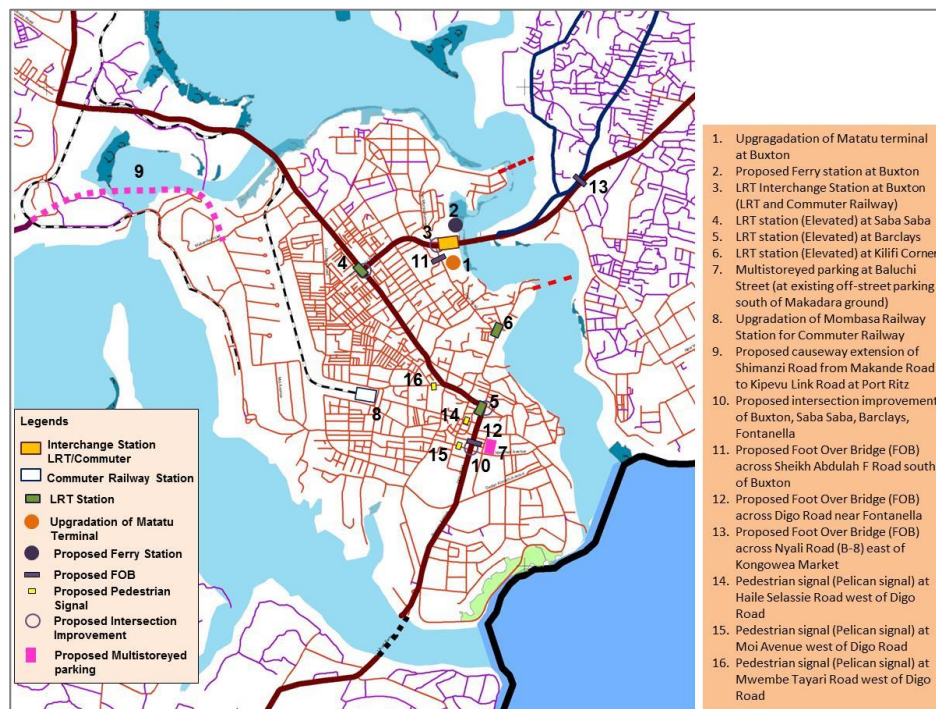 9
13
2
3
11
1
4
6
16
8
5
14
12
15
7
10
Legends
Interchange Station
LRT/Commuter
Commuter Railway Station
LRT Station
Upgradation of Matatu
Terminal
Proposed Ferry Station
Proposed FOB
Proposed Pedestrian
Signal
Proposed Intersection
Improvement
Proposed Multistoreyed
parking
1. Upgragadation of Matatu terminal
at Buxton
2. Proposed Ferry station at Buxton
3. LRT Interchange Station at Buxton
(LRT and Commuter Railway)
4. LRT station (Elevated) at Saba Saba
5. LRT station (Elevated) at Barclays
6. LRT station (Elevated) at Kilifi Corner
7. Multistoreyed parking at Baluchi
Street (at existing off-street parking
south of Makadara ground)
8. Upgradation of Mombasa Railway
Station for Commuter Railway
9. Proposed causeway extension of
Shimanzi Road from Makande Road
to Kipevu Link Road at Port Ritz
10. Proposed intersection improvement
of Buxton, Saba Saba, Barclays,
Fontanella
11. Proposed Foot Over Bridge (FOB)
across Sheikh Abdulah F Road south
of Buxton
12. Proposed Foot Over Bridge (FOB)
across Digo Road near Fontanella
13. Proposed Foot Over Bridge (FOB)
across Nyali Road (B-8) east of
Kongowea Market
14. Pedestrian signal (Pelican signal) at
Haile Selassie Road west of Digo
Road
15. Pedestrian signal (Pelican signal) at
Moi Avenue west of Digo Road
16. Pedestrian signal (Pelican signal) at
Mwembe Tayari Road west of Digo
Road